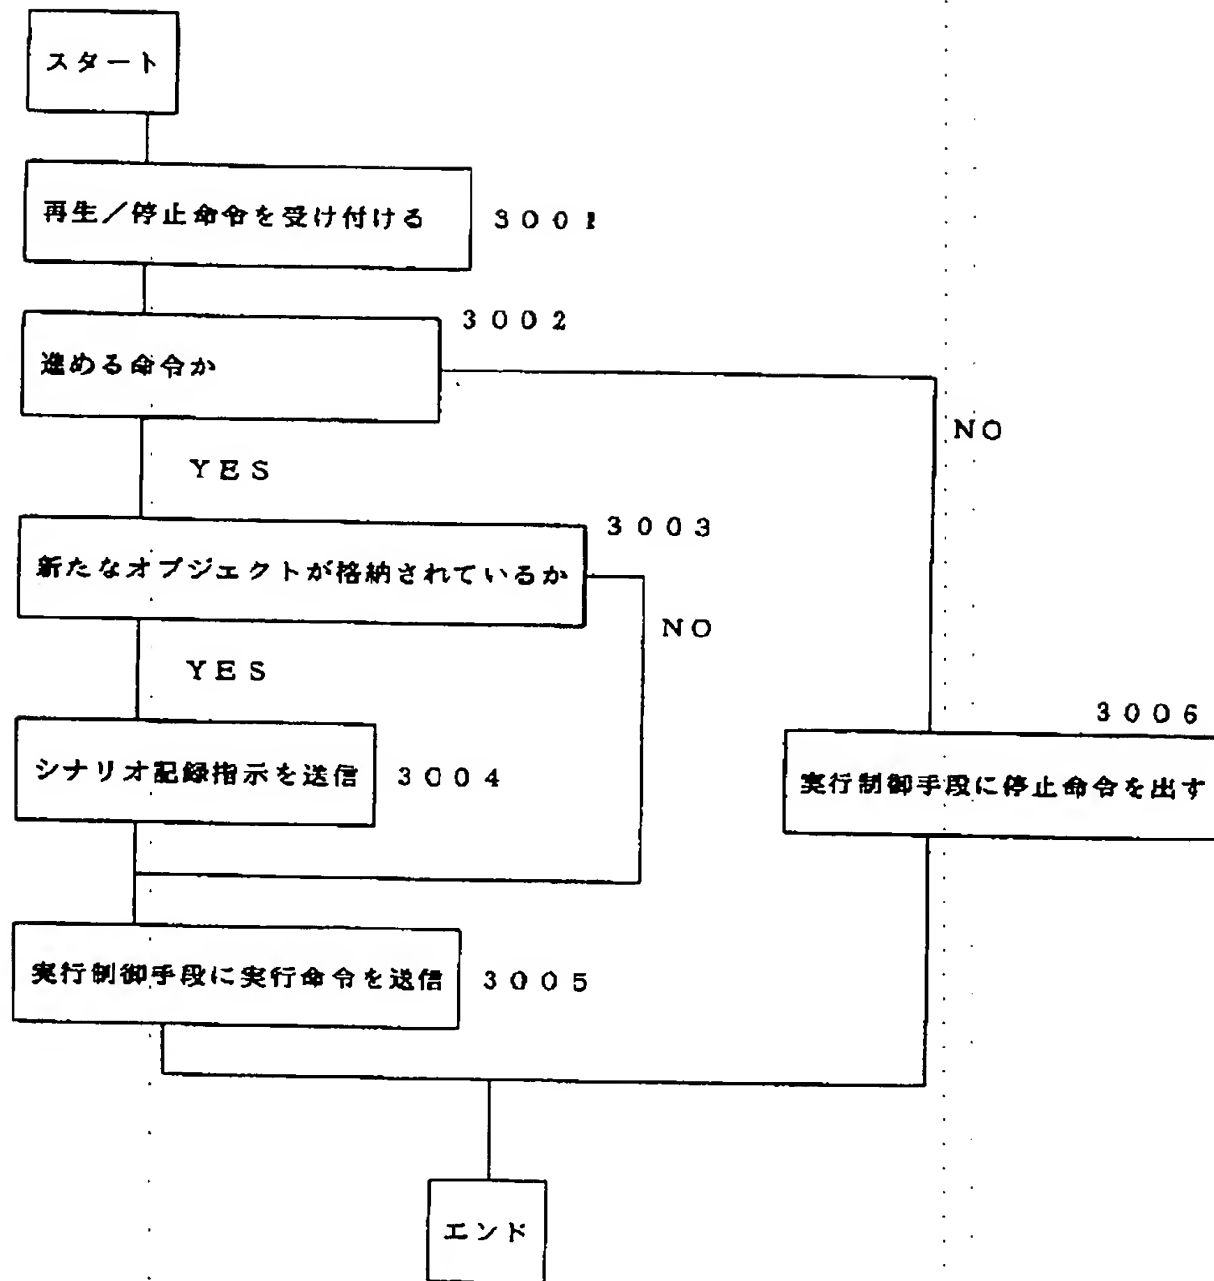 スタート
再生／停止命令を受け付ける
3001
3002
進める命令か
NO
YES
3003
新たなオブジェクトが格納されているか
NO
YES
3006
シナリオ記録指示を送信
3004
実行制御手段に停止命令を出す
実行制御手段に実行命令を送信
3005
エンド